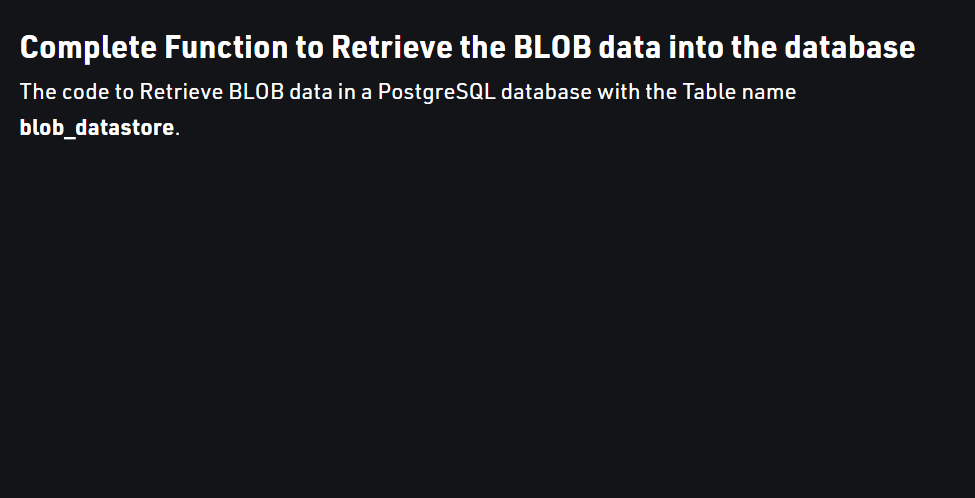 Complete Function to Retrieve the BLOB data into the database
The code to Retrieve BLOB data in a PostgreSQL database with the Table name
blob_datastore.